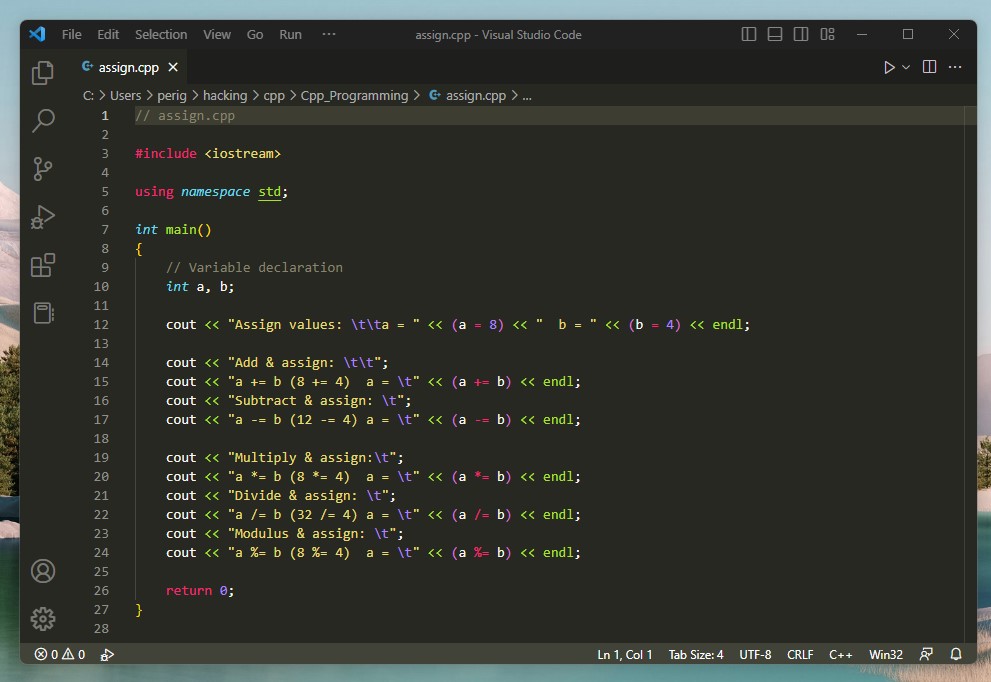 File Edit Selection View Go Run ··· assign.cpp - Visual Studio Code
assign.cpp
C: > Users > perig > hacking > cpp > Cpp_Programming > assign.cpp > ...
1 // assign.cpp
2
3 #include <iostream>
4
5 using namespace std;
6
7 int main()
8 {
9     // Variable declaration
10     int a, b;
11
12     cout << "Assign values: \t\ta = " << (a = 8) << "  b = " << (b = 4) << endl;
13
14     cout << "Add & assign: \t\t";
15     cout << "a += b (8 += 4)  a = \t" << (a += b) << endl;
16     cout << "Subtract & assign: \t";
17     cout << "a -= b (12 -= 4) a = \t" << (a -= b) << endl;
18
19     cout << "Multiply & assign:\t";
20     cout << "a *= b (8 *= 4)  a = \t" << (a *= b) << endl;
21     cout << "Divide & assign: \t";
22     cout << "a /= b (32 /= 4) a = \t" << (a /= b) << endl;
23     cout << "Modulus & assign: \t";
24     cout << "a %= b (8 %= 4)  a = \t" << (a %= b) << endl;
25
26     return 0;
27 }
28
0 0 Ln 1, Col 1 Tab Size: 4 UTF-8 CRLF C++ Win32